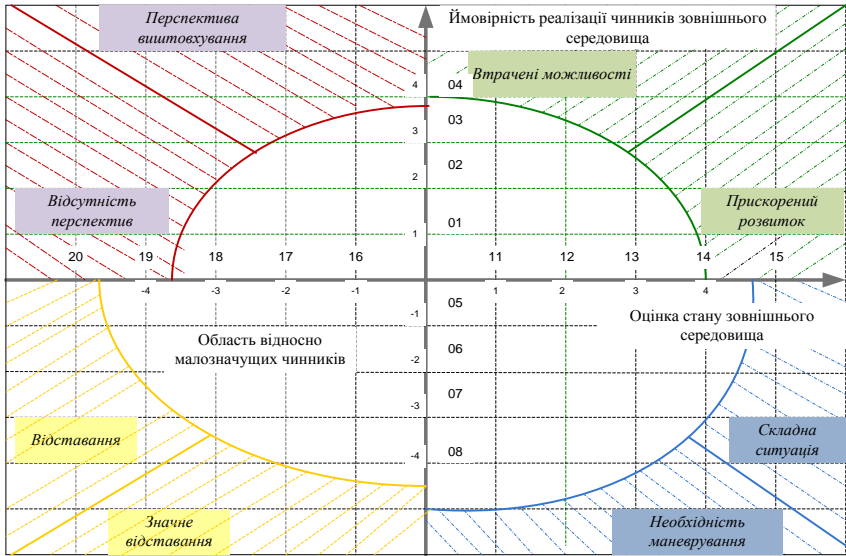 Перспектива
виштовхування
Ймовірність реалізації чинників зовнішнього
середовища
Втрачені можливості
4
04
3
03
02
2
Відсутність
перспектив
Прискорений
розвиток
1
01
20
19
18
17
16
11
12
13
14
15
-4
-3
-2
-1
1
2
3
4
05
-1
Область відносно
малозначущих чинників
Оцінка стану зовнішнього
середовища
06
-2
07
-3
Відставання
Складна
ситуація
08
-4
Значне
відставання
Необхідність
маневрування